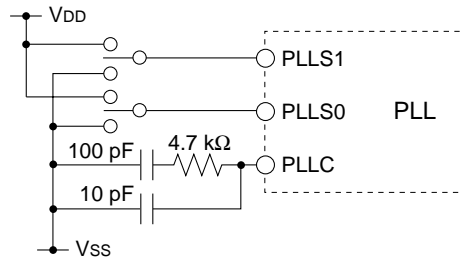 VDD
PLLS1
PLLS0
PLL
100 pF
4.7 kΩ
PLLC
10 pF
VSS